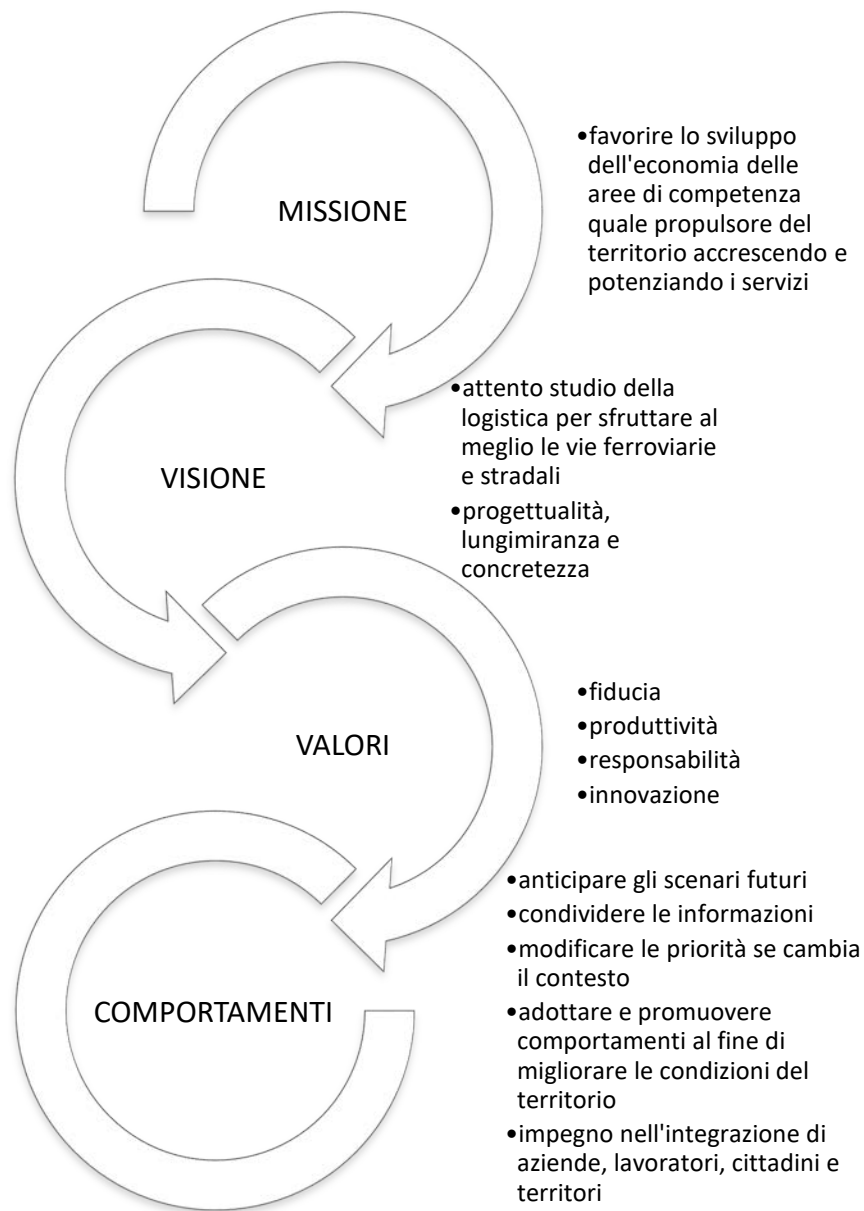 MISSIONE
•favorire lo sviluppo
dell'economia delle
aree di competenza
quale propulsore del
territorio accrescendo e
potenziando i servizi
VISIONE
•attento studio della
logistica per sfruttare al
meglio le vie ferroviarie
e stradali
•progettualità,
lungimiranza e
concretezza
VALORI
•fiducia
•produttività
•responsabilità
•innovazione
COMPORTAMENTI
•anticipare gli scenari futuri
•condividere le informazioni
•modificare le priorità se cambia
il contesto
•adottare e promuovere
comportamenti al fine di
migliorare le condizioni del
territorio
•impegno nell'integrazione di
aziende, lavoratori, cittadini e
territori